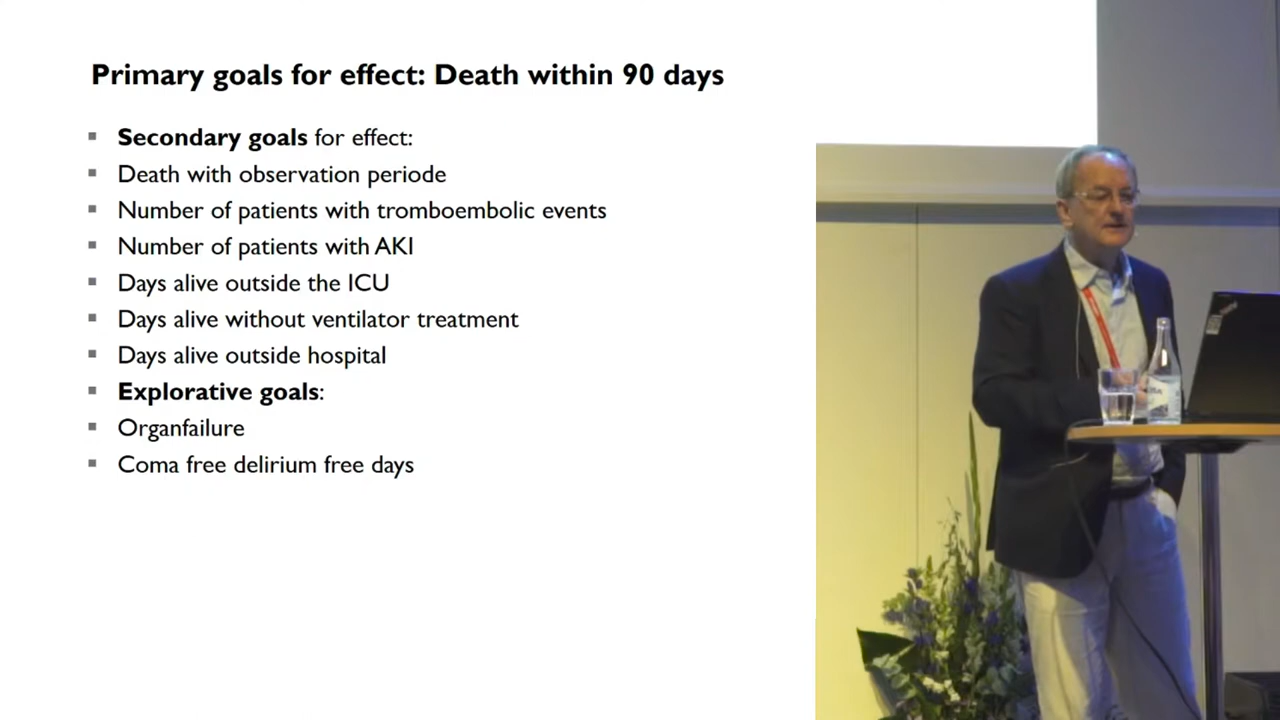 Primary goals for effect: Death within 90 days
Secondary goals for effect:
Death with observation periode
Number of patients with tromboembolic events
Number of patients with AKI
Days alive outside the ICU
Days alive without ventilator treatment
Days alive outside hospital
Explorative goals:
Organfailure
Coma free delirium free days